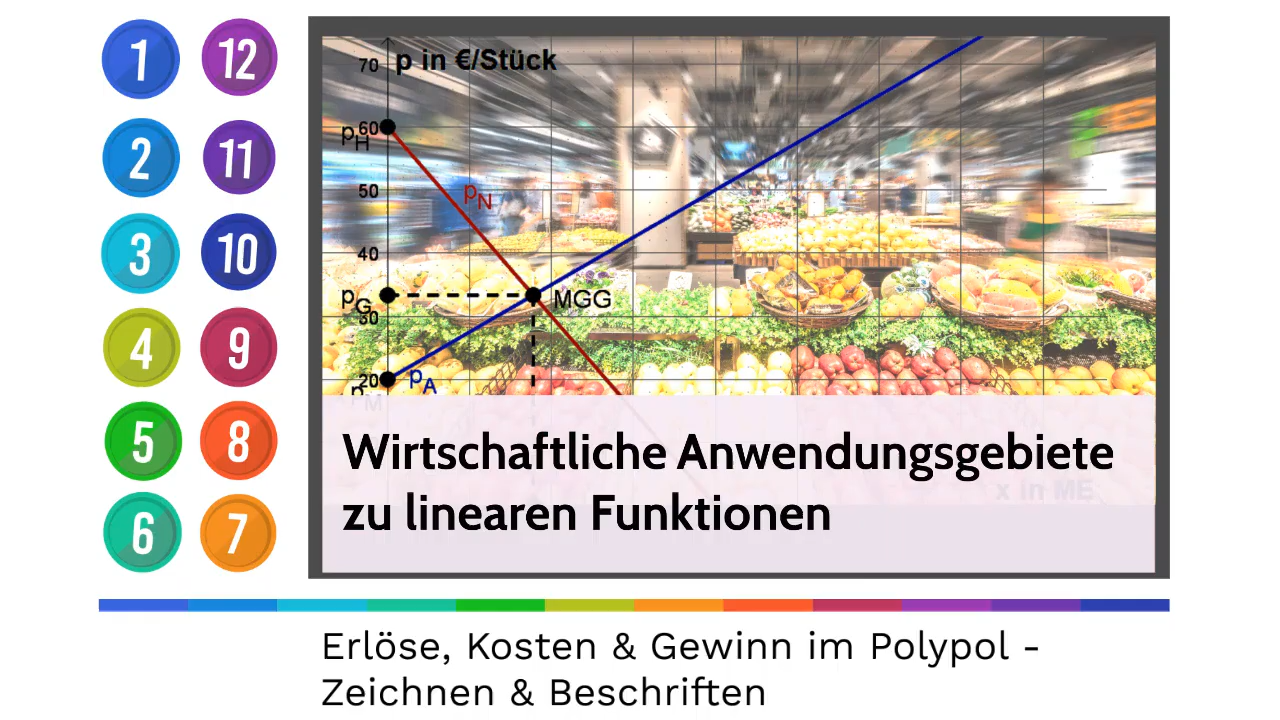 1 12
2 11
3 10
4 9
5 8
6 7
p in €/Stück
70
60
pH
50
pN
40
pG
MGG
30
20
pA
pM
Wirtschaftliche Anwendungsgebiete
x in ME
zu linearen Funktionen
Erlöse, Kosten & Gewinn im Polypol -
Zeichnen & Beschriften